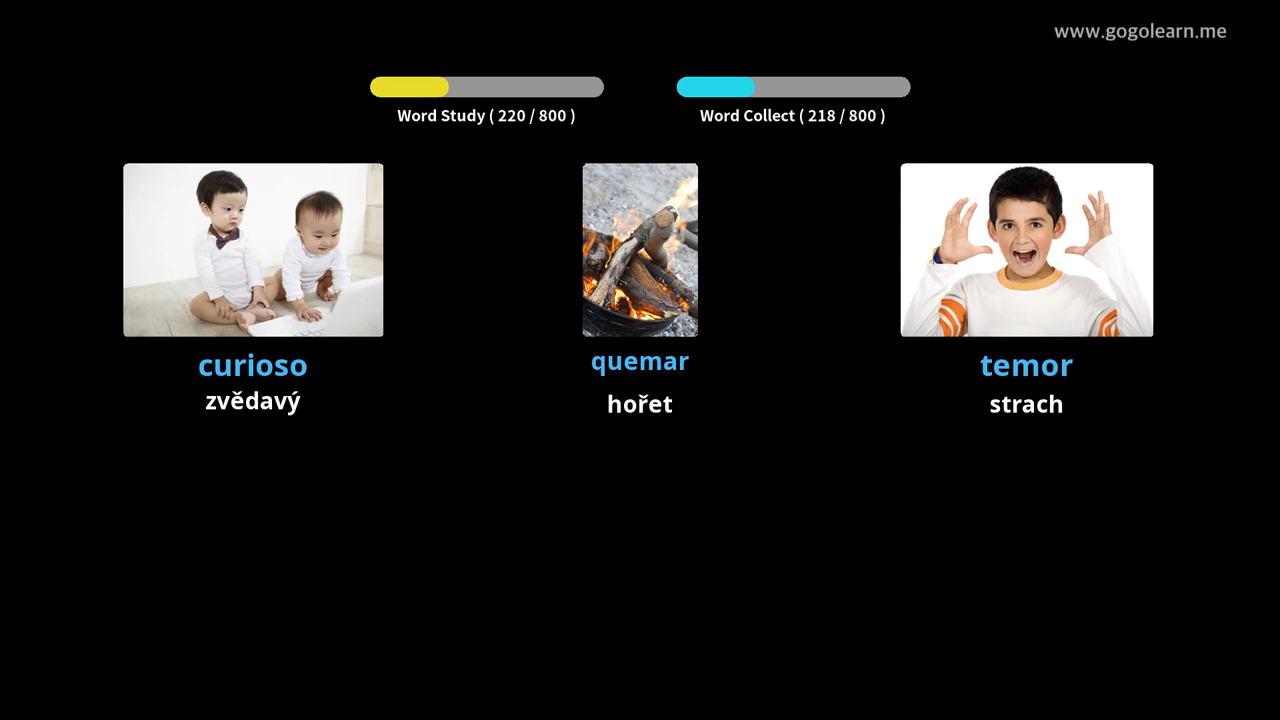 www.gogolearn.me
Word Study ( 220 / 800 )
Word Collect ( 218 / 800 )
curioso
zvědavý
quemar
hořet
temor
strach